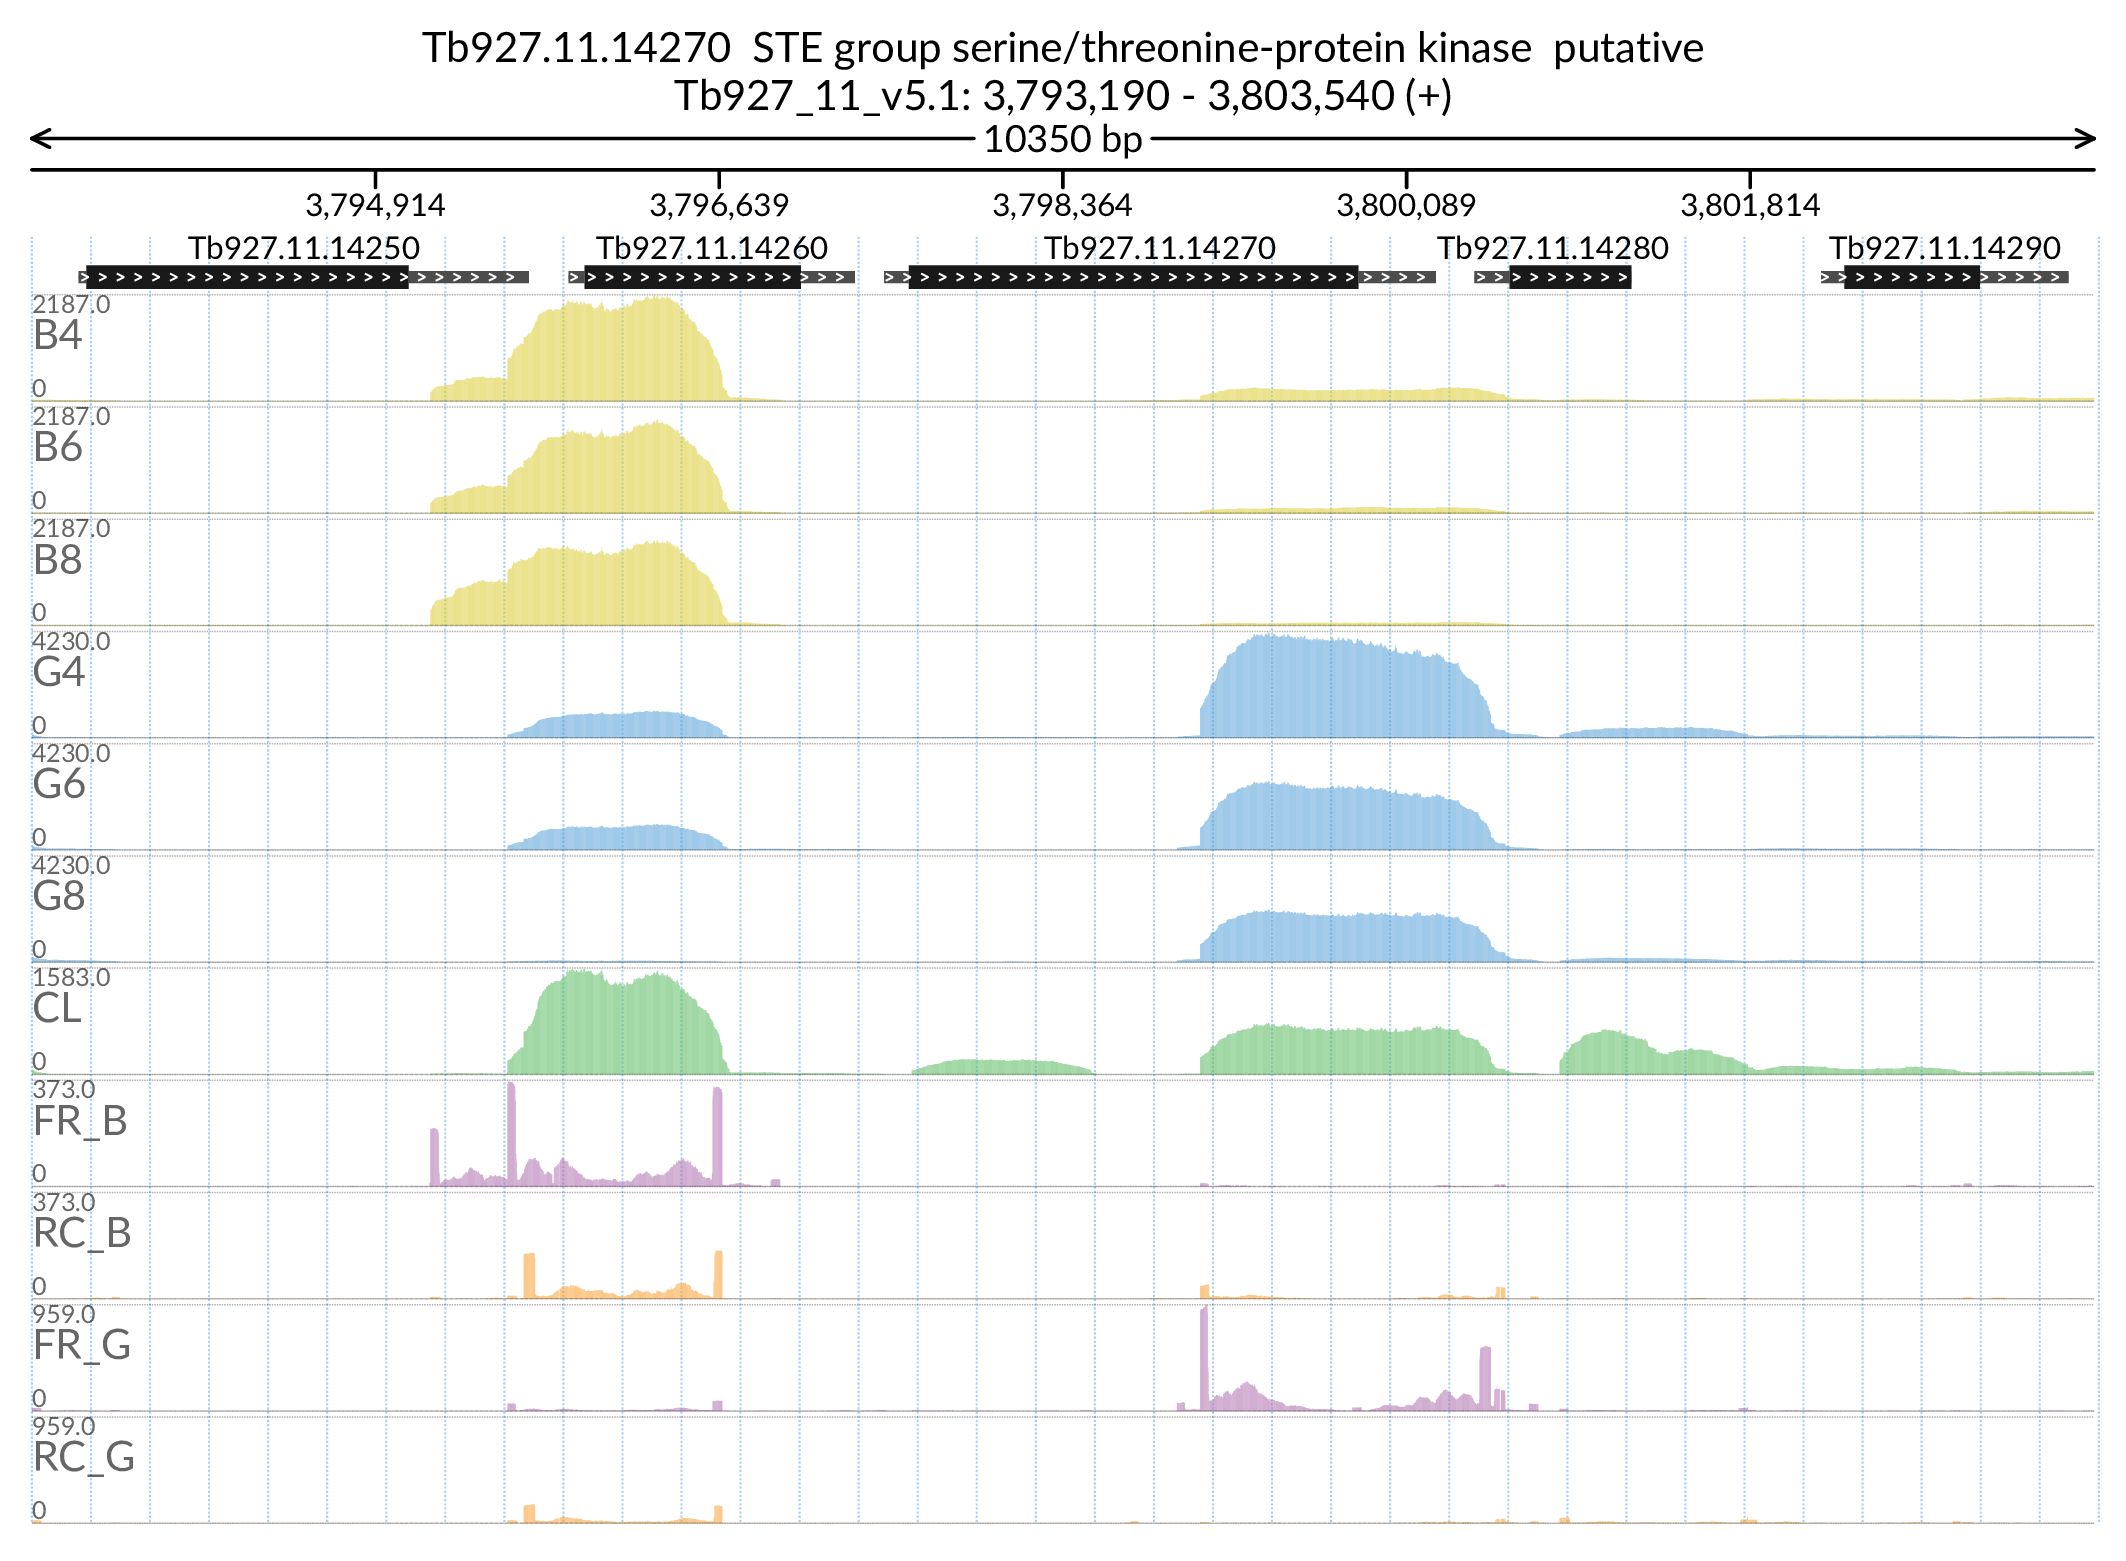 Tb927.11.14270 STE group serine/threonine-protein kinase putative
Tb927_11_v5.1: 3,793,190 - 3,803,540 (+)
10350 bp
3,794,914 3,796,639 3,798,364 3,800,089 3,801,814
Tb927.11.14250 Tb927.11.14260 Tb927.11.14270 Tb927.11.14280 Tb927.11.14290
2187.0
B4
0
2187.0
B6
0
2187.0
B8
0
4230.0
G4
0
4230.0
G6
0
4230.0
G8
0
1583.0
CL
0
373.0
FR_B
0
373.0
RC_B
0
959.0
FR_G
0
959.0
RC_G
0